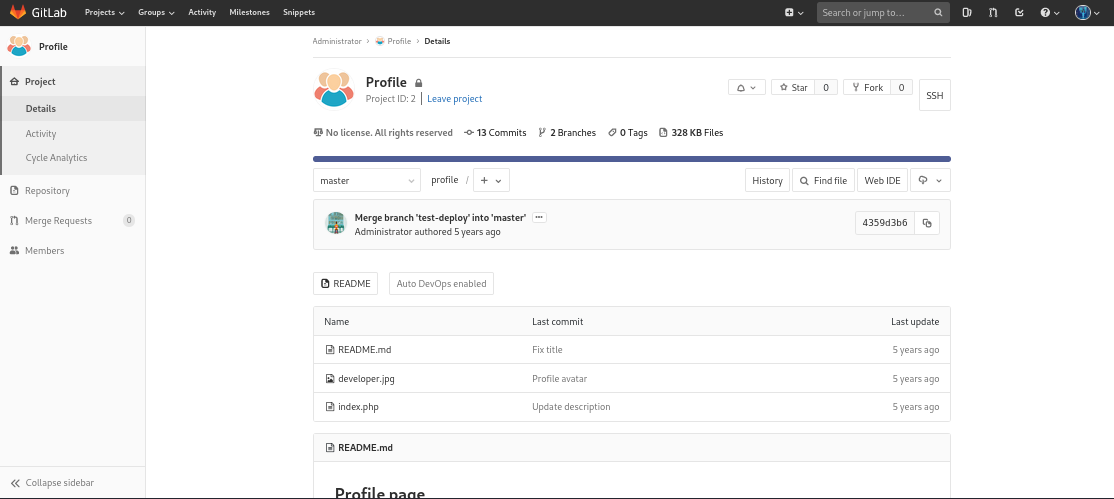 GitLab Projects Groups Activity Milestones Snippets Search or jump to...
Profile
Project
Details
Activity
Cycle Analytics
Repository
Merge Requests 0
Members
Collapse sidebar
Administrator › Profile › Details
Profile
Project ID: 2 | Leave project
Star 0 Fork 0 SSH
No license. All rights reserved 13 Commits 2 Branches 0 Tags 328 KB Files
master profile / + History Find file Web IDE
Merge branch 'test-deploy' into 'master' ...
Administrator authored 5 years ago
4359d3b6
README Auto DevOps enabled
Name Last commit Last update
README.md Fix title 5 years ago
developer.jpg Profile avatar 5 years ago
index.php Update description 5 years ago
README.md
Profile page